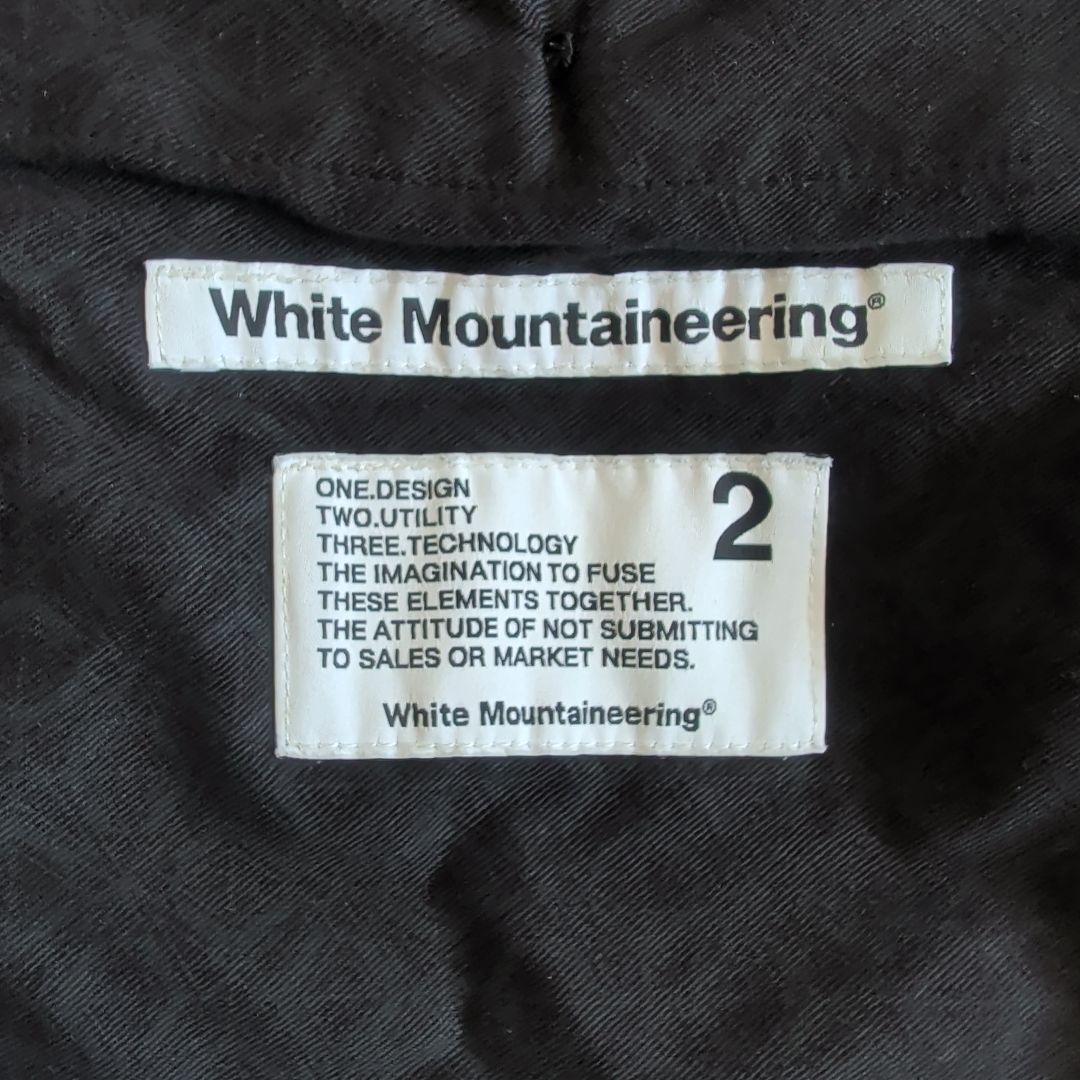 White Mountaineering®
ONE.DESIGN
TWO.UTILITY
THREE.TECHNOLOGY
THE IMAGINATION TO FUSE
THESE ELEMENTS TOGETHER.
THE ATTITUDE OF NOT SUBMITTING
TO SALES OR MARKET NEEDS.
2
White Mountaineering®